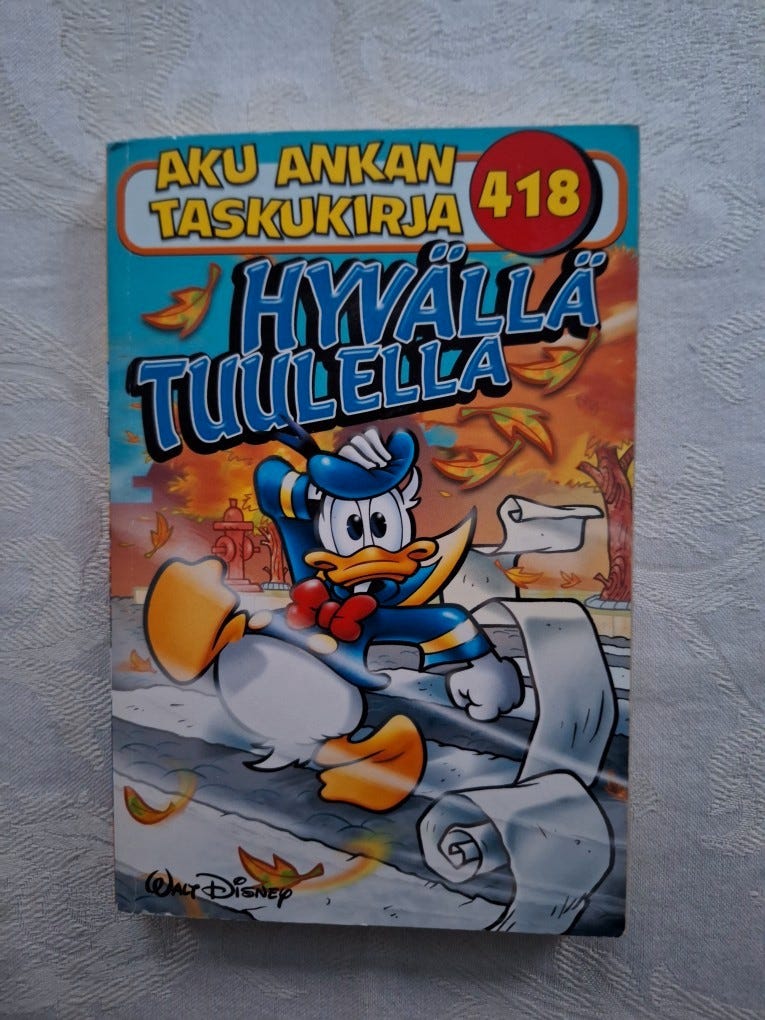 AKU ANKAN
TASKUKIRJA
418
HYVÄLLÄ
TUULELLA
WALT DISNEY